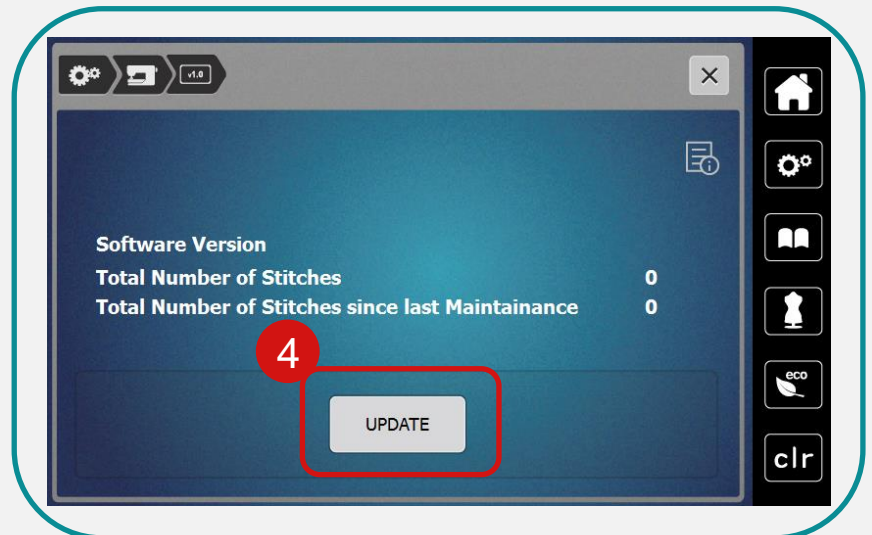 v1.0
Software Version
Total Number of Stitches 0
Total Number of Stitches since last Maintainance 0
4
UPDATE
eco
clr